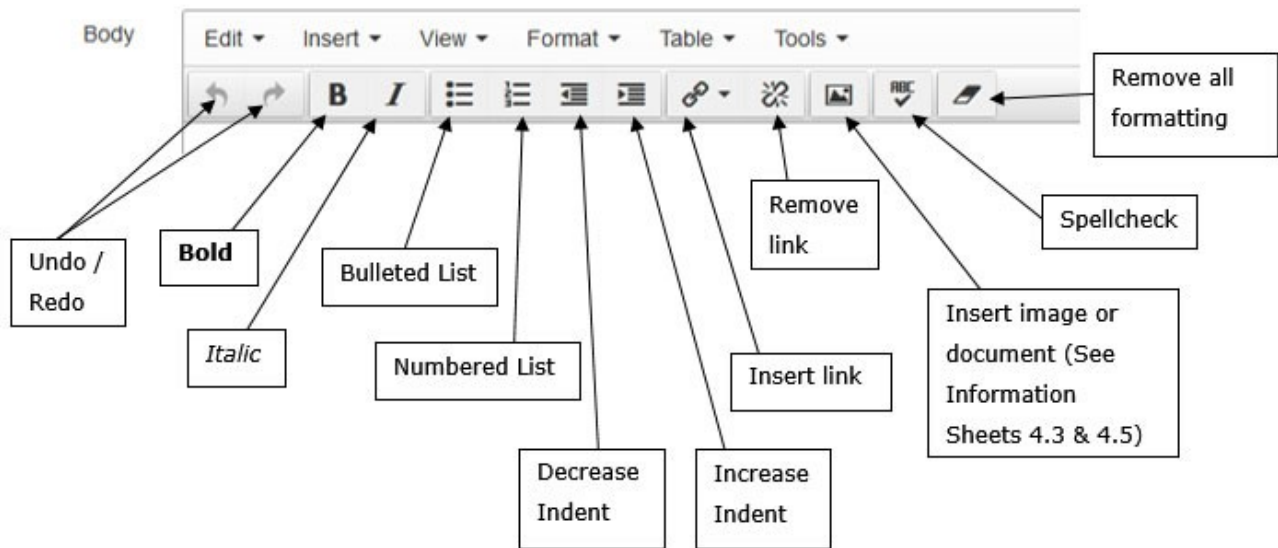 Body
Edit Insert View Format Table Tools
B I
ABC
Remove all
formatting
Undo /
Redo
Bold
Italic
Bulleted List
Numbered List
Decrease
Indent
Increase
Indent
Insert link
Remove
link
Insert image or
document (See
Information
Sheets 4.3 & 4.5)
Spellcheck